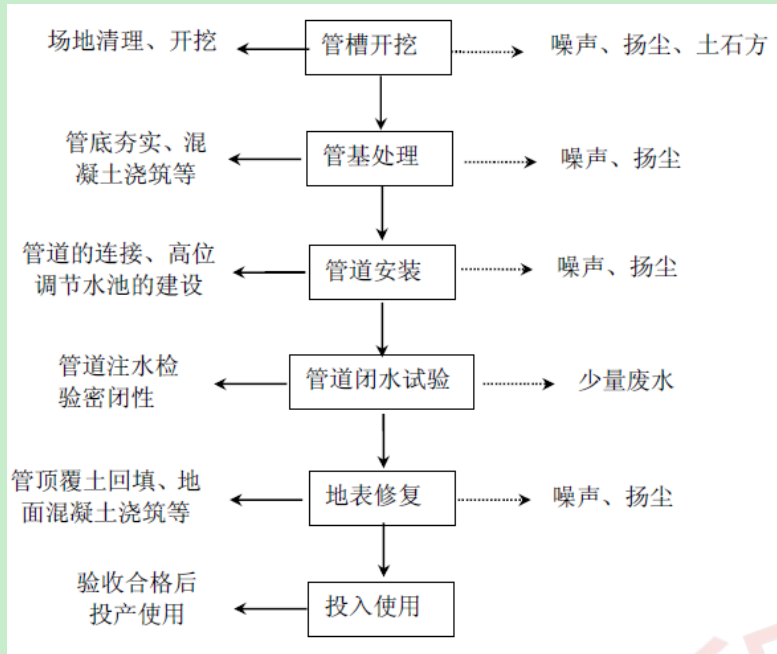 场地清理、开挖
管槽开挖
噪声、扬尘、土石方
管底夯实、混
凝土浇筑等
管基处理
噪声、扬尘
管道的连接、高位
调节水池的建设
管道安装
噪声、扬尘
管道注水检
验密闭性
管道闭水试验
少量废水
管顶覆土回填、地
面混凝土浇筑等
地表修复
噪声、扬尘
验收合格后
投产使用
投入使用